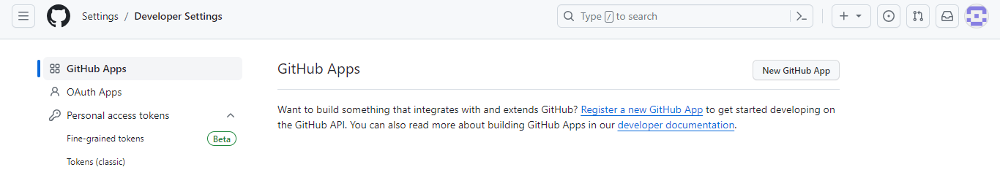 Settings / Developer Settings
Type / to search
GitHub Apps
OAuth Apps
Personal access tokens
Fine-grained tokens Beta
Tokens (classic)
GitHub Apps
New GitHub App
Want to build something that integrates with and extends GitHub? Register a new GitHub App to get started developing on
the GitHub API. You can also read more about building GitHub Apps in our developer documentation.